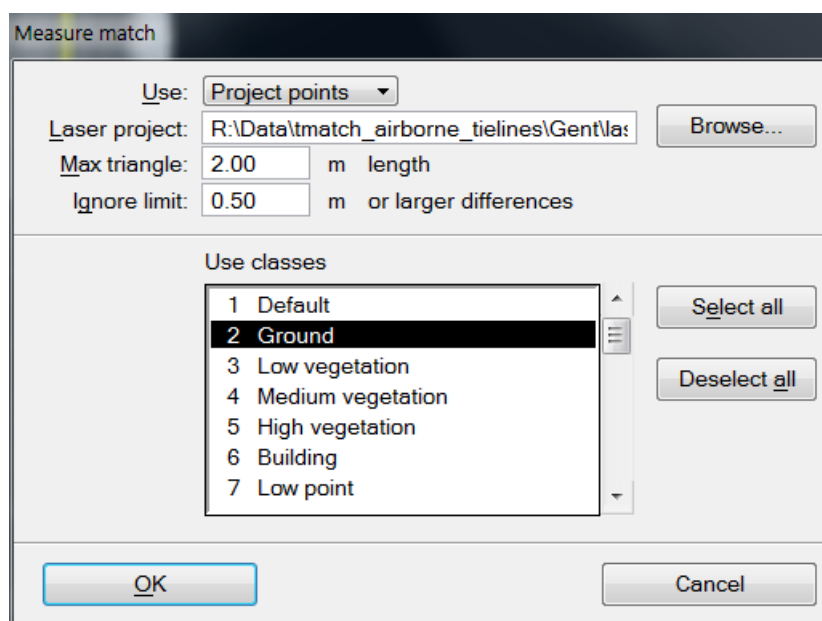 Measure match
Use: Project points
Laser project: R:\Data\tmatch_airborne_tielines\Gent\las Browse...
Max triangle: 2.00 m length
Ignore limit: 0.50 m or larger differences
Use classes
1 Default
2 Ground
3 Low vegetation
4 Medium vegetation
5 High vegetation
6 Building
7 Low point
Select all
Deselect all
OK Cancel